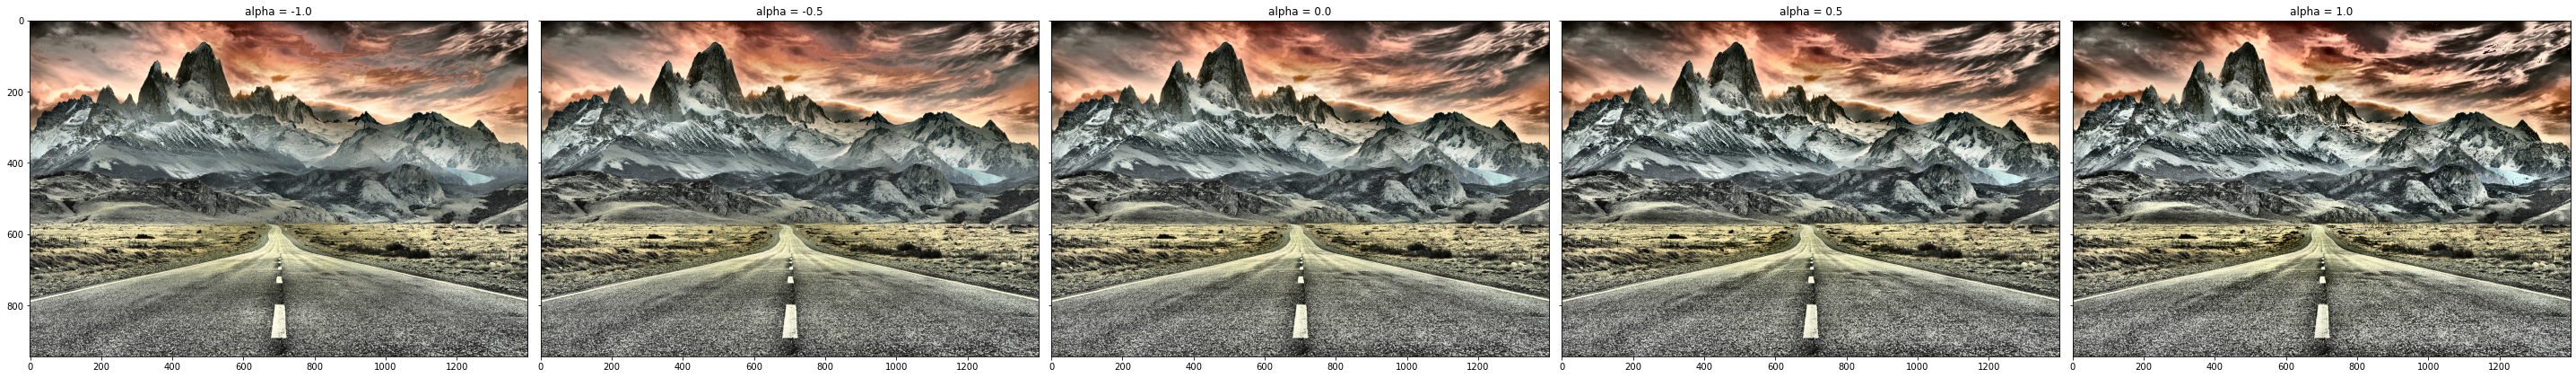 alpha = -1.0
alpha = -0.5
alpha = 0.0
alpha = 0.5
alpha = 1.0
0
200
400
600
800
0 200 400 600 800 1000 1200
0 200 400 600 800 1000 1200
0 200 400 600 800 1000 1200
0 200 400 600 800 1000 1200
0 200 400 600 800 1000 1200